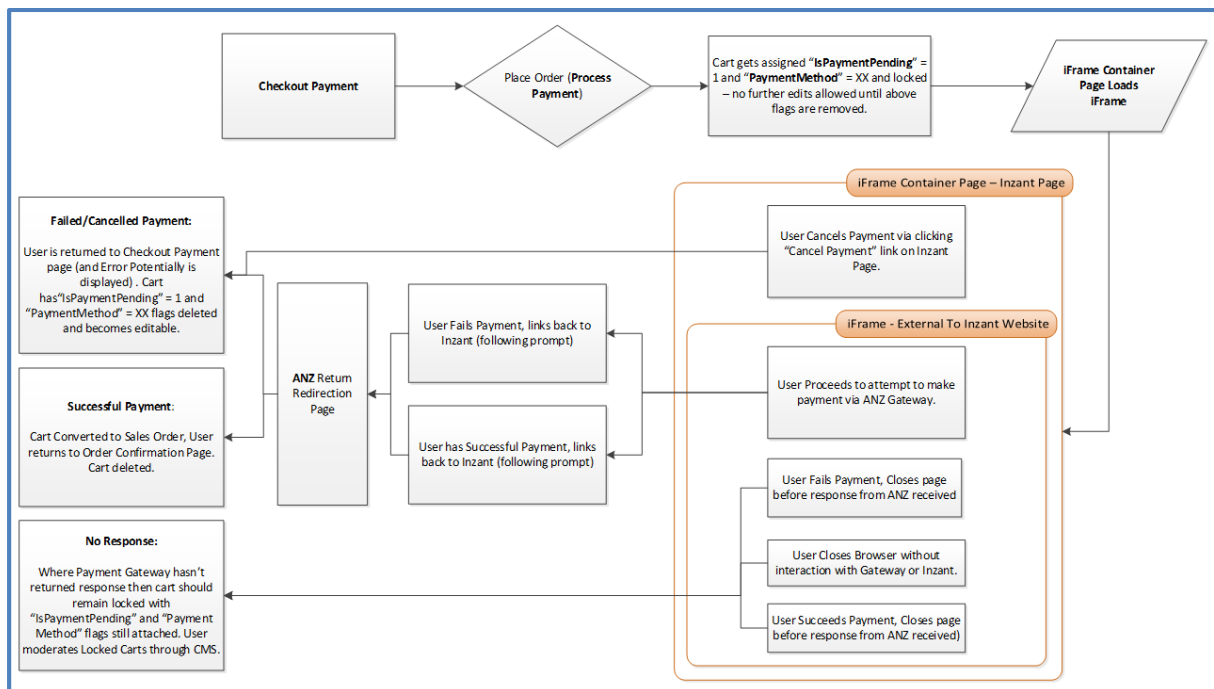 Checkout Payment
Place Order (Process
Payment)
Cart gets assigned “IsPaymentPending” =
1 and “PaymentMethod” = XX and locked
– no further edits allowed until above
flags are removed.
iFrame Container
Page Loads
iFrame
iFrame Container Page – Inzant Page
Failed/Cancelled Payment:
User is returned to Checkout Payment
page (and Error Potentially is
displayed) . Cart
has“IsPaymentPending” = 1 and
“PaymentMethod” = XX flags deleted
and becomes editable.
User Cancels Payment via clicking
“Cancel Payment” link on Inzant
Page.
iFrame - External To Inzant Website
User Fails Payment, links back to
Inzant (following prompt)
ANZ Return
Redirection
Page
User Proceeds to attempt to make
payment via ANZ Gateway.
Successful Payment:
Cart Converted to Sales Order, User
returns to Order Confirmation Page.
Cart deleted.
User has Successful Payment, links
back to Inzant (following prompt)
User Fails Payment, Closes page
before response from ANZ received
No Response:
Where Payment Gateway hasn’t
returned response then cart should
remain locked with
“IsPaymentPending” and “Payment
Method” flags still attached. User
moderates Locked Carts through CMS.
User Closes Browser without
interaction with Gateway or Inzant.
User Succeeds Payment, Closes page
before response from ANZ received)